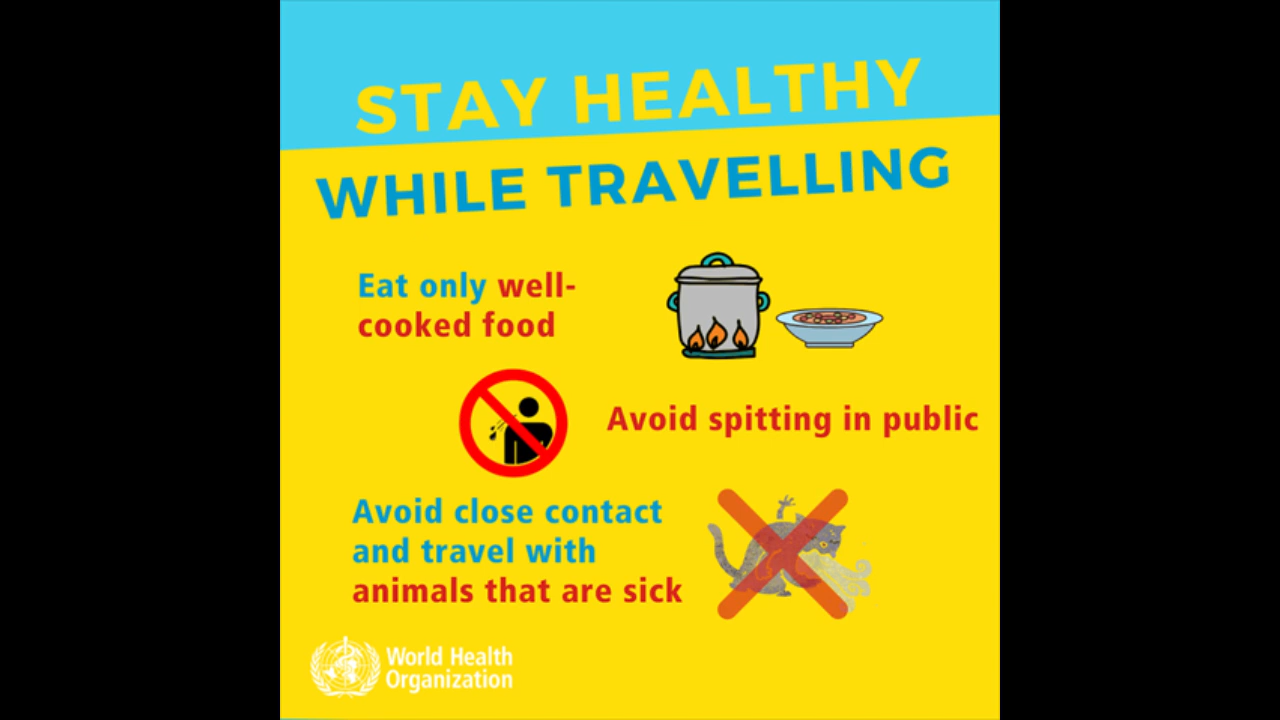 STAY HEALTHY
WHILE TRAVELLING
Eat only well-
cooked food
Avoid spitting in public
Avoid close contact
and travel with
animals that are sick
World Health
Organization